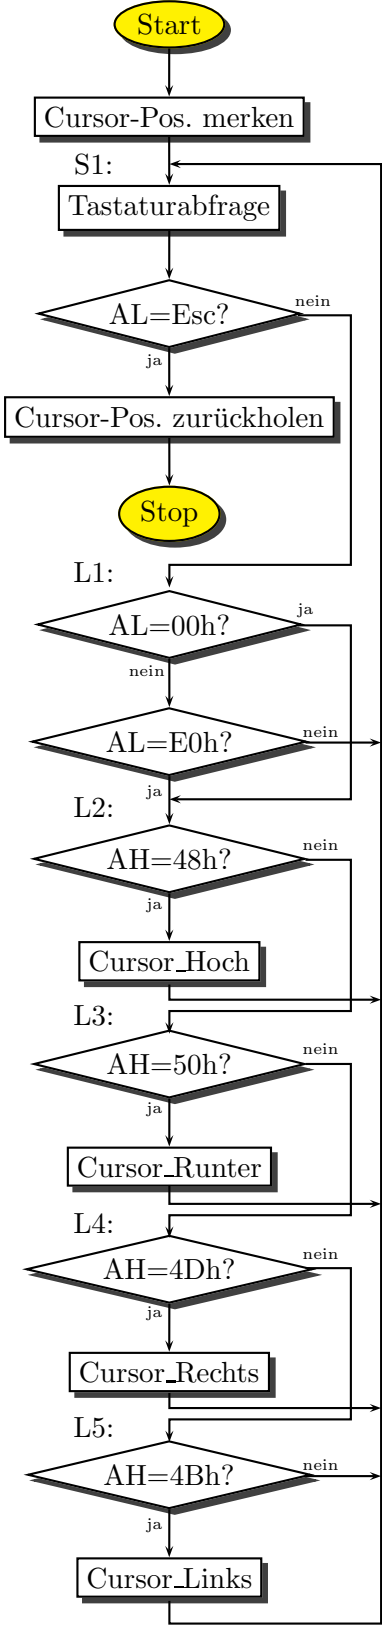 Start
Cursor-Pos. merken
S1:
Tastaturabfrage
AL=Esc?
nein
ja
Cursor-Pos. zurückholen
Stop
L1:
AL=00h?
ja
nein
AL=E0h?
nein
ja
L2:
AH=48h?
nein
ja
Cursor_Hoch
L3:
AH=50h?
nein
ja
Cursor_Runter
L4:
AH=4Dh?
nein
ja
Cursor_Rechts
L5:
AH=4Bh?
nein
ja
Cursor_Links